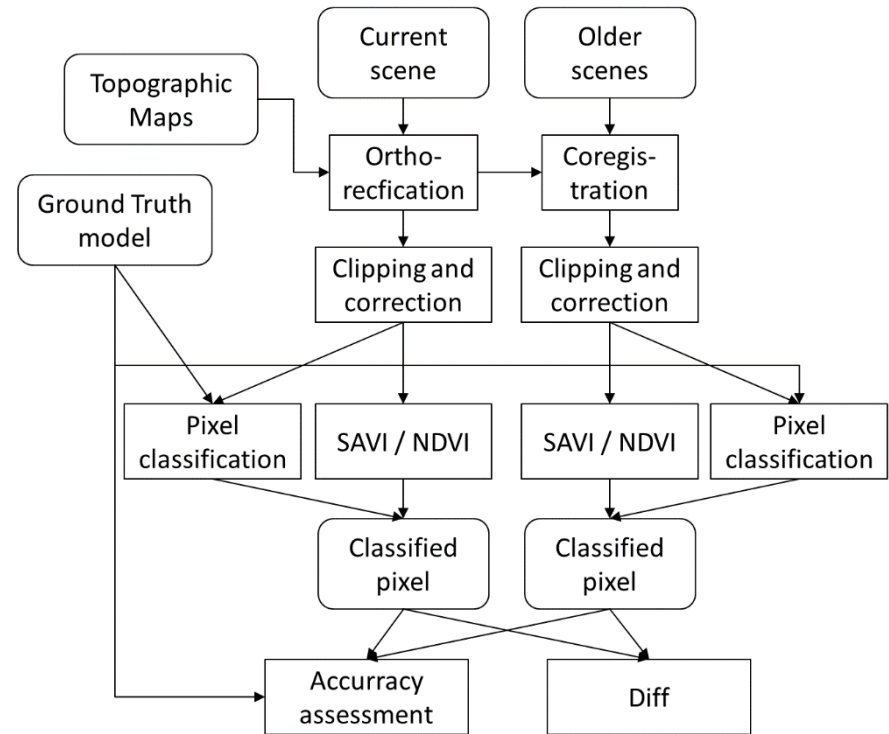 Current
scene
Older
scenes
Topographic
Maps
Ortho-
recfication
Coregis-
tration
Ground Truth
model
Clipping and
correction
Clipping and
correction
Pixel
classification
SAVI / NDVI
SAVI / NDVI
Pixel
classification
Classified
pixel
Classified
pixel
Accurracy
assessment
Diff